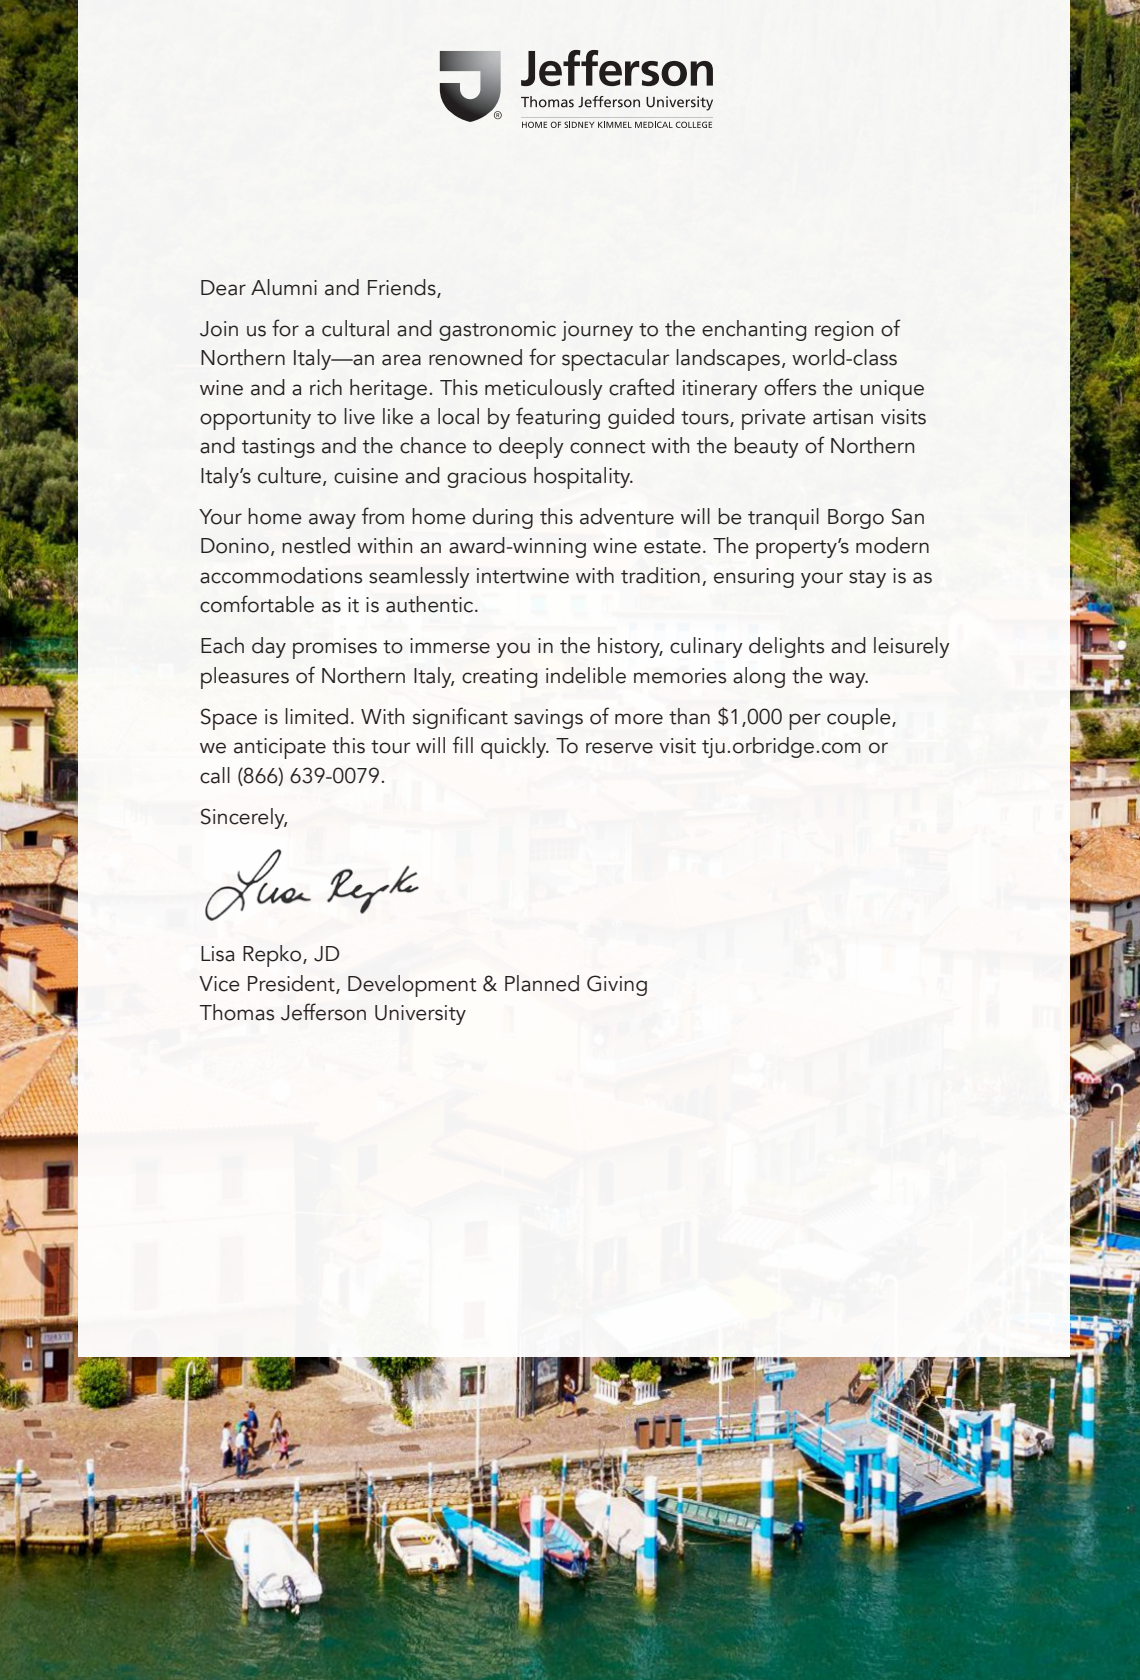 Jefferson
Thomas Jefferson University
HOME OF SIDNEY KIMMEL MEDICAL COLLEGE
®
Dear Alumni and Friends,
Join us for a cultural and gastronomic journey to the enchanting region of
Northern Italy—an area renowned for spectacular landscapes, world-class
wine and a rich heritage. This meticulously crafted itinerary offers the unique
opportunity to live like a local by featuring guided tours, private artisan visits
and tastings and the chance to deeply connect with the beauty of Northern
Italy’s culture, cuisine and gracious hospitality.
Your home away from home during this adventure will be tranquil Borgo San
Donino, nestled within an award-winning wine estate. The property’s modern
accommodations seamlessly intertwine with tradition, ensuring your stay is as
comfortable as it is authentic.
Each day promises to immerse you in the history, culinary delights and leisurely
pleasures of Northern Italy, creating indelible memories along the way.
Space is limited. With significant savings of more than $1,000 per couple,
we anticipate this tour will fill quickly. To reserve visit tju.orbridge.com or
call (866) 639-0079.
Sincerely,
Lisa Repko
Lisa Repko, JD
Vice President, Development & Planned Giving
Thomas Jefferson University